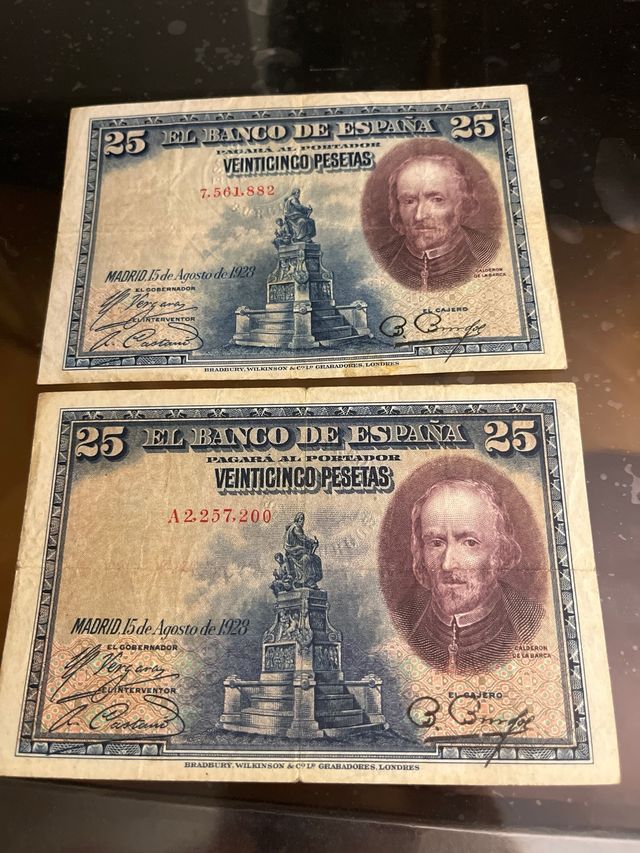 25 EL BANCO DE ESPAÑA 25
PAGARÁ AL PORTADOR
VEINTICINCO PESETAS
7,561,882
MADRID, 15 de Agosto de 1928
EL GOBERNADOR
EL INTERVENTOR
CALDERON
DE LA BARCA
EL CAJERO
BRADBURY, WILKINSON & Cº Lº GRABADORES, LONDRES
25 EL BANCO DE ESPAÑA 25
PAGARÁ AL PORTADOR
VEINTICINCO PESETAS
A2,257,200
MADRID, 15 de Agosto de 1928
EL GOBERNADOR
EL INTERVENTOR
CALDERON
DE LA BARCA
EL CAJERO
BRADBURY, WILKINSON & Cº Lº GRABADORES, LONDRES